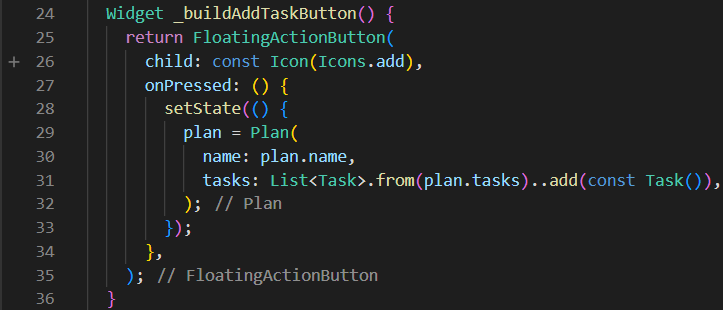 24 Widget _buildAddTaskButton() {
25 return FloatingActionButton(
+ 26 child: const Icon(Icons.add),
27 onPressed: () {
28 setState(() {
29 plan = Plan(
30 name: plan.name,
31 tasks: List<Task>.from(plan.tasks)..add(const Task()),
32 ); // Plan
33 });
34 },
35 ); // FloatingActionButton
36 }